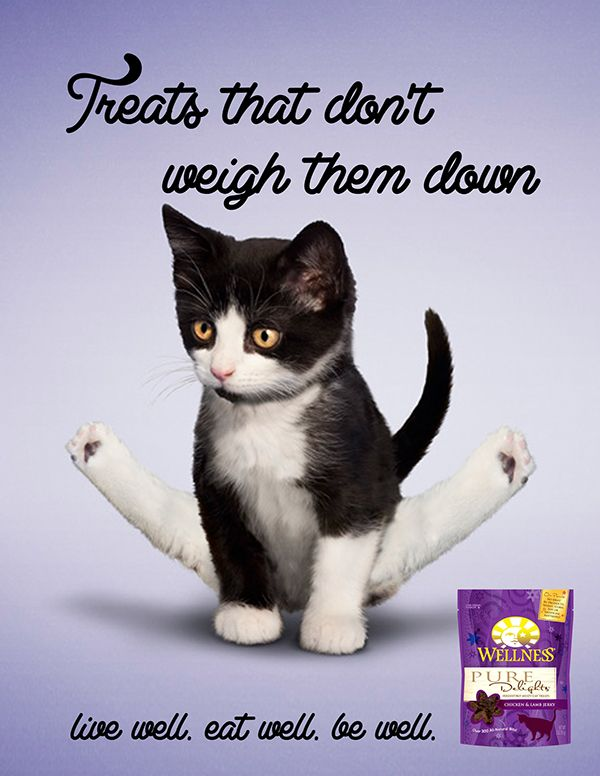 Treats that don't
weigh them down
WELLNESS
PURE
Delights
CHICKEN & LAMB JERKY
live well. eat well. be well.